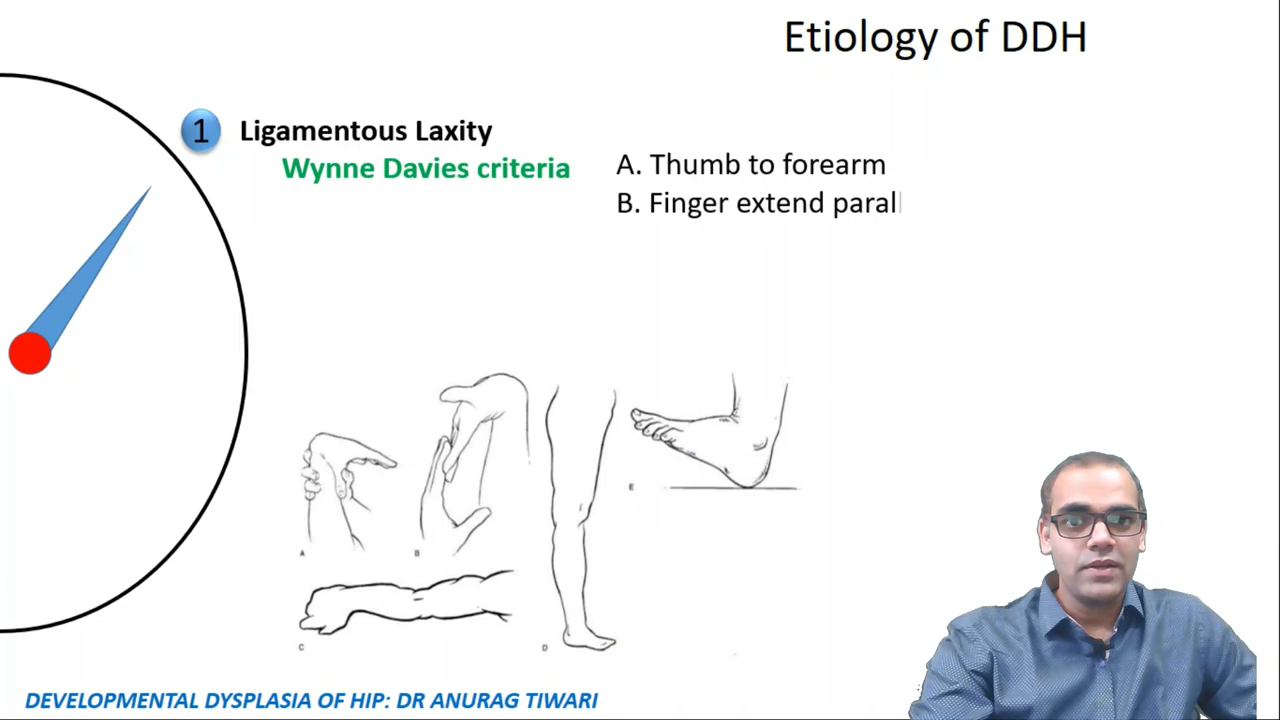 Etiology of DDH
1 Ligamentous Laxity
Wynne Davies criteria
A. Thumb to forearm
B. Finger extend paral
A
B
E
C
D
DEVELOPMENTAL DYSPLASIA OF HIP: DR ANURAG TIWARI